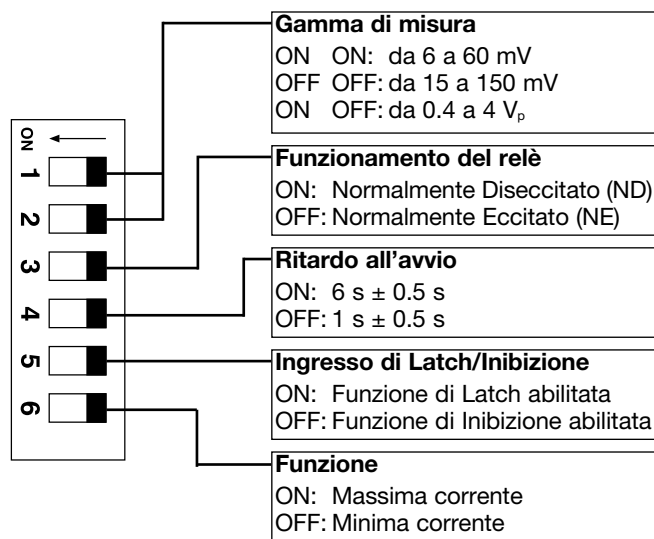 Gamma di misura
ON ON: da 6 a 60 mV
OFF OFF: da 15 a 150 mV
ON OFF: da 0.4 a 4 Vₚ
ON
1
2
3
4
5
6
Funzionamento del relè
ON: Normalmente Diseccitato (ND)
OFF: Normalmente Eccitato (NE)
Ritardo all'avvio
ON: 6 s ± 0.5 s
OFF: 1 s ± 0.5 s
Ingresso di Latch/Inibizione
ON: Funzione di Latch abilitata
OFF: Funzione di Inibizione abilitata
Funzione
ON: Massima corrente
OFF: Minima corrente